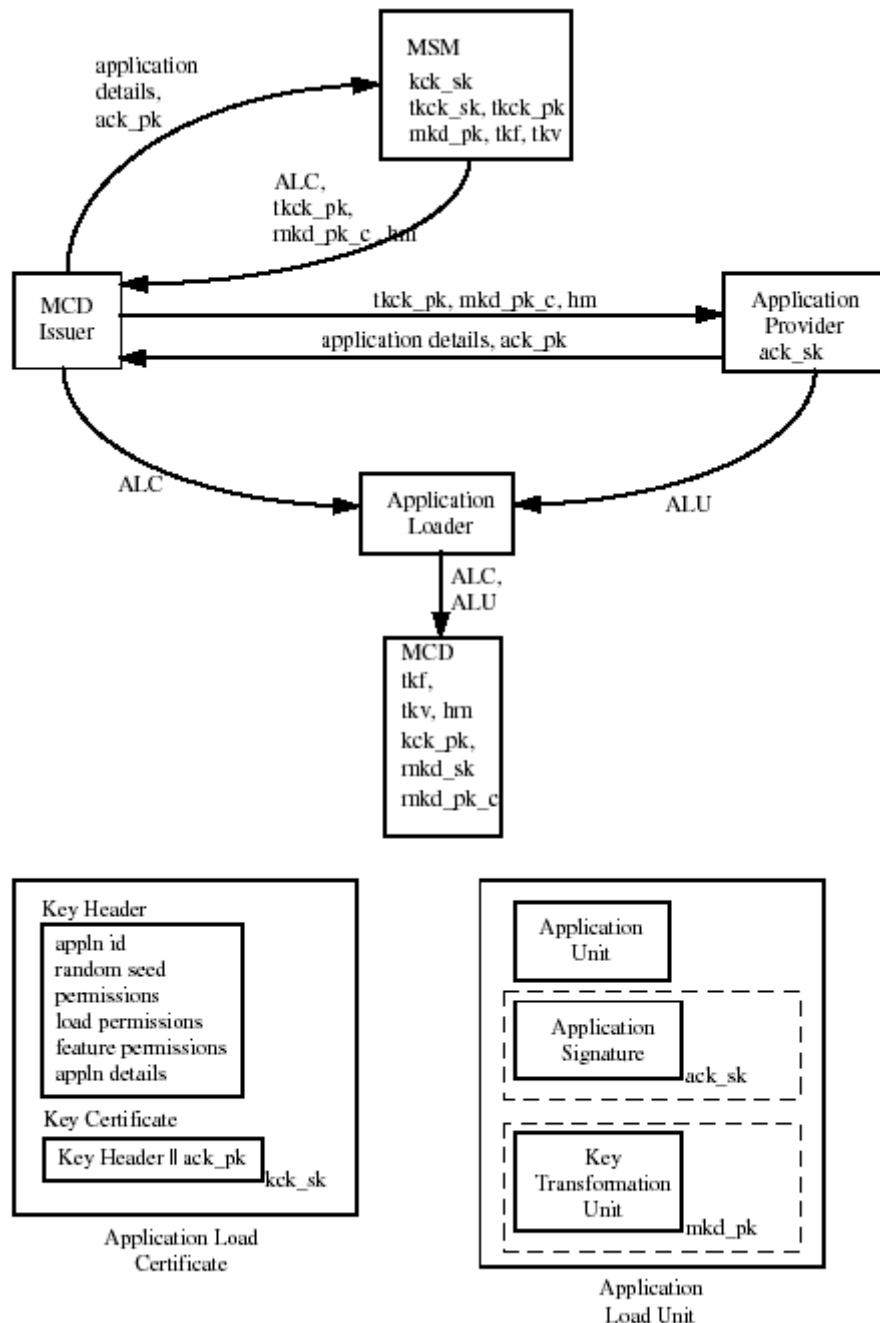 MSM
kck_sk
tkck_sk, tkck_pk
mkd_pk, tkf, tkv
application
details,
ack_pk
ALC,
tkck_pk,
mkd_pk_c , hm
MCD
Issuer
tkck_pk, mkd_pk_c, hm
application details, ack_pk
Application
Provider
ack_sk
ALC
Application
Loader
ALU
ALC,
ALU
MCD
tkf,
tkv, hm
kck_pk,
mkd_sk
mkd_pk_c
Key Header
appln id
random seed
permissions
load permissions
feature permissions
appln details
Key Certificate
Key Header || ack_pk
kck_sk
Application Load
Certificate
Application
Unit
Application
Signature
ack_sk
Key
Transformation
Unit
mkd_pk
Application
Load Unit